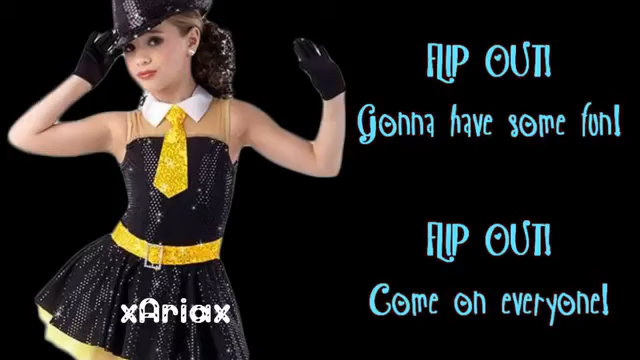 FLIP OUT!
Gonna have some fun!
FLIP OUT!
Come on everyone!
xAriax